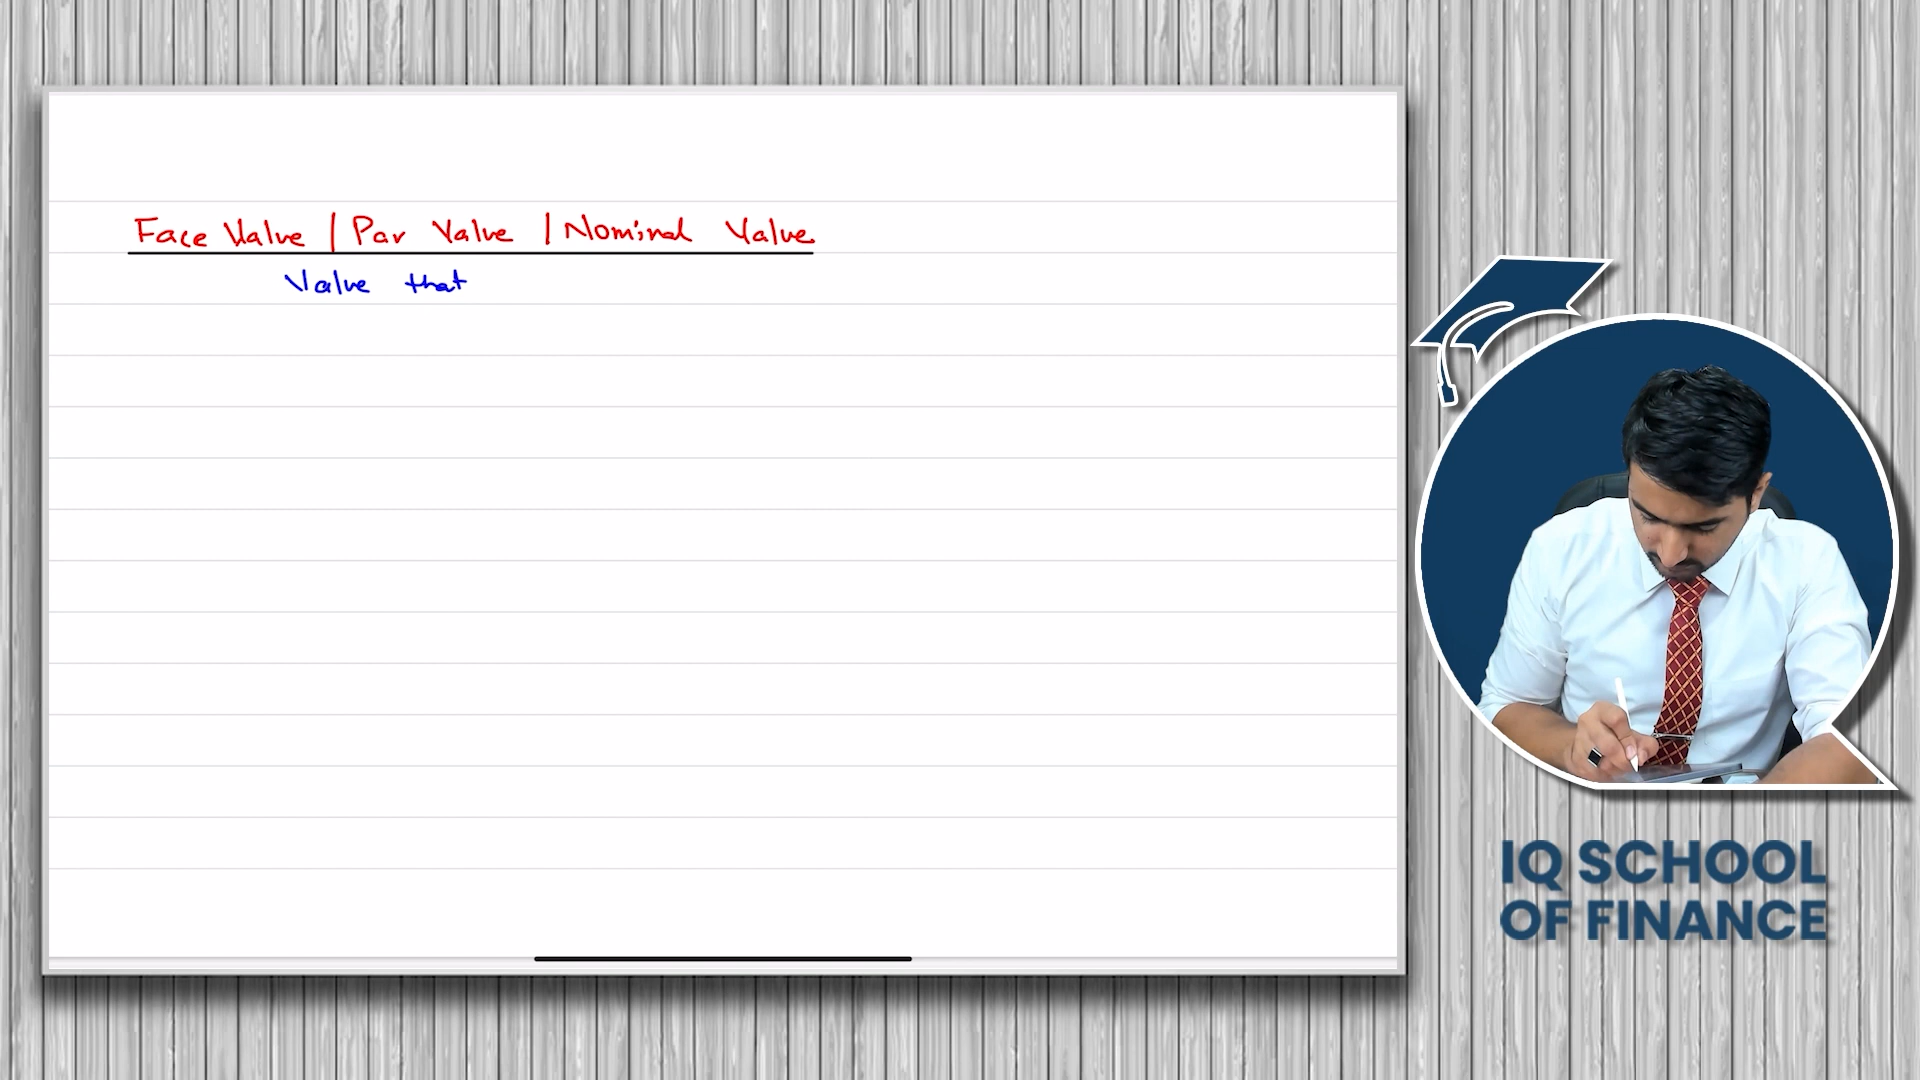 Face Value | Par Value | Nominal Value
Value that
IQ SCHOOL
OF FINANCE